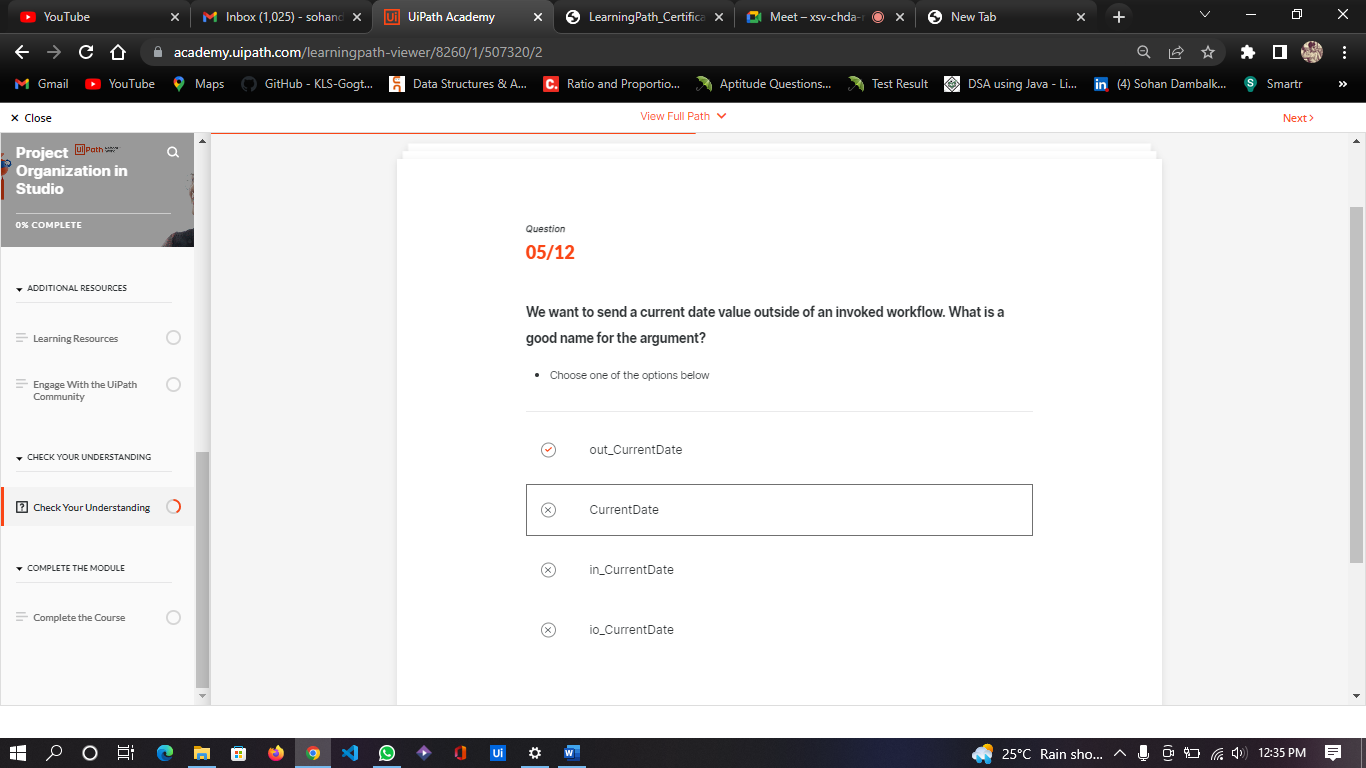 YouTube
Inbox (1,025) - sohand
UiPath Academy
LearningPath_Certifica
Meet – xsv-chda-
New Tab
academy.uipath.com/learningpath-viewer/8260/1/507320/2
Gmail
YouTube
Maps
GitHub - KLS-Gogt...
Data Structures & A...
Ratio and Proportio...
Aptitude Questions...
Test Result
DSA using Java - Li...
(4) Sohan Dambalk...
Smartr
Close
View Full Path
Next
Project
Organization in
Studio
UiPath
0% COMPLETE
ADDITIONAL RESOURCES
Learning Resources
Engage With the UiPath
Community
CHECK YOUR UNDERSTANDING
Check Your Understanding
COMPLETE THE MODULE
Complete the Course
Question
05/12
We want to send a current date value outside of an invoked workflow. What is a
good name for the argument?
Choose one of the options below
out_CurrentDate
CurrentDate
in_CurrentDate
io_CurrentDate
25°C Rain sho...
12:35 PM